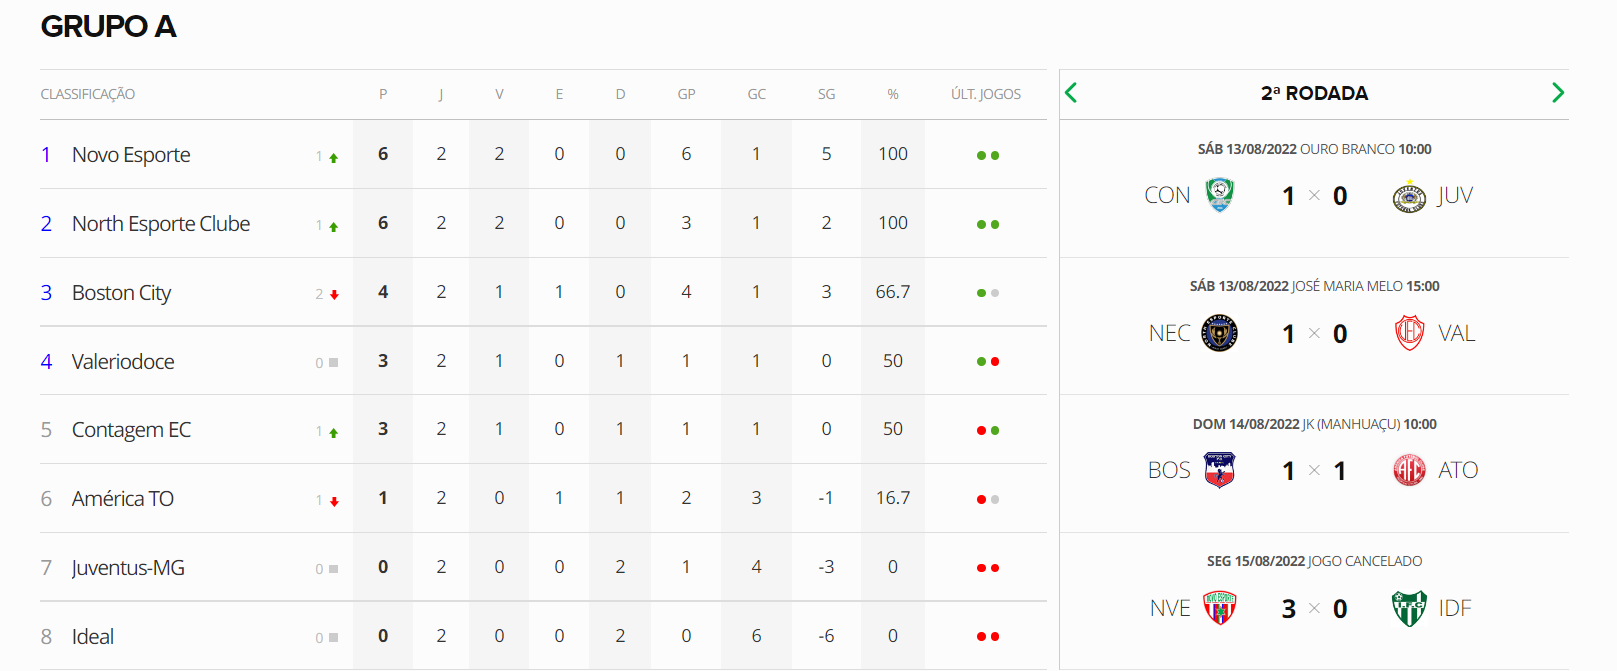 GRUPO A
CLASSIFICAÇÃO P J V E D GP GC SG % ÚLT. JOGOS
1 Novo Esporte 1 6 2 2 0 0 6 1 5 100
2 North Esporte Clube 1 6 2 2 0 0 3 1 2 100
3 Boston City 2 4 2 1 1 0 4 1 3 66.7
4 Valeriodoce 0 3 2 1 0 1 1 1 0 50
5 Contagem EC 1 3 2 1 0 1 1 1 0 50
6 América TO 1 1 2 0 1 1 2 3 -1 16.7
7 Juventus-MG 0 0 2 0 0 2 1 4 -3 0
8 Ideal 0 0 2 0 0 2 0 6 -6 0
2ª RODADA
SÁB 13/08/2022 OURO BRANCO 10:00
CON 1 × 0 JUV
SÁB 13/08/2022 JOSÉ MARIA MELO 15:00
NEC 1 × 0 VAL
DOM 14/08/2022 JK (MANHUAÇU) 10:00
BOS 1 × 1 ATO
SEG 15/08/2022 JOGO CANCELADO
NVE 3 × 0 IDF